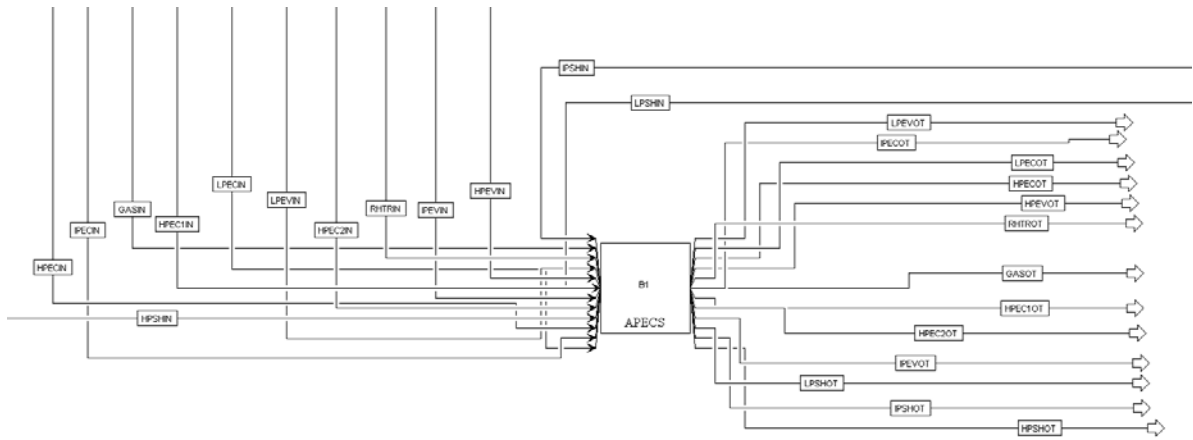 IPSHIN
LPSHIN
LPEVOT
IPECOT
LPECOT
LPECIN
HPECOT
HPEVIN
LPEVIN
HPEVOT
GASIN
RHTRIN
IPEVIN
HPEC1IN
RHTROT
IPECIN
HPEC2IN
HPECIN
GASOT
B1
HPEC1OT
HPSHIN
APECS
HPEC2OT
IPEVOT
LPSHOT
IPSHOT
HPSHOT